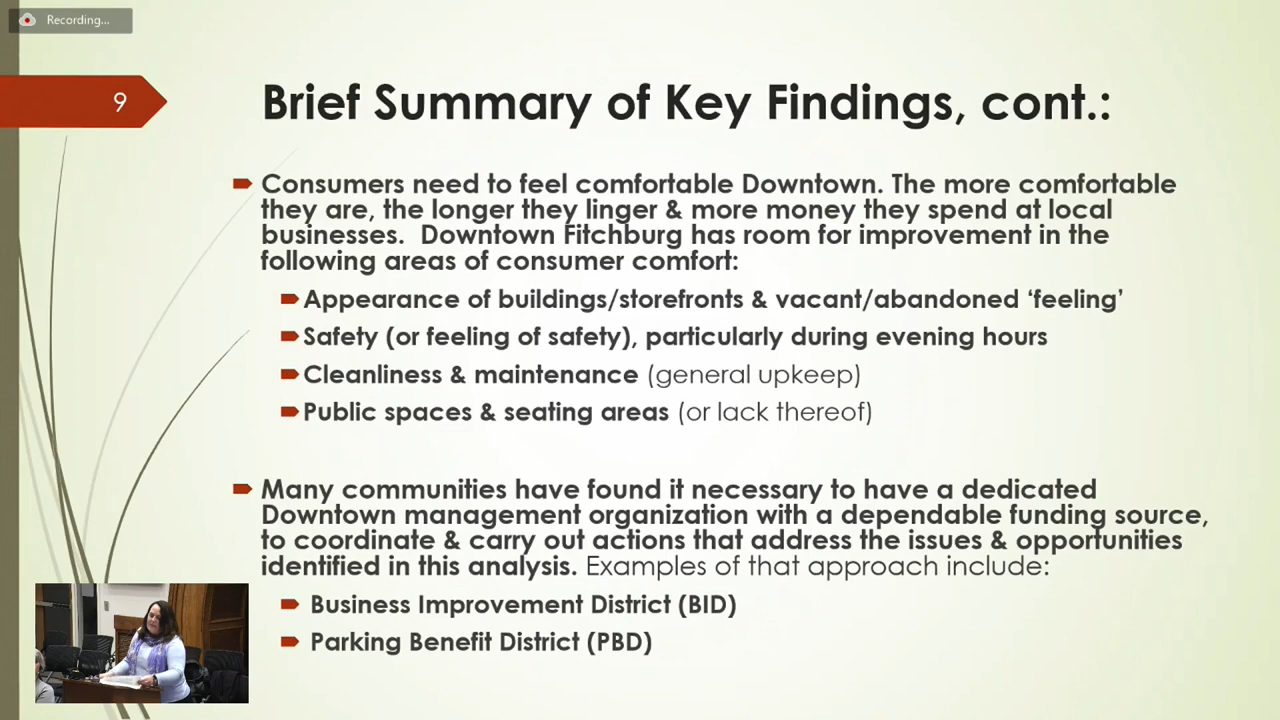 Recording...
9
Brief Summary of Key Findings, cont.:
Consumers need to feel comfortable Downtown. The more comfortable
they are, the longer they linger & more money they spend at local
businesses. Downtown Fitchburg has room for improvement in the
following areas of consumer comfort:
Appearance of buildings/storefronts & vacant/abandoned ‘feeling’
Safety (or feeling of safety), particularly during evening hours
Cleanliness & maintenance (general upkeep)
Public spaces & seating areas (or lack thereof)
Many communities have found it necessary to have a dedicated
Downtown management organization with a dependable funding source,
to coordinate & carry out actions that address the issues & opportunities
identified in this analysis. Examples of that approach include:
Business Improvement District (BID)
Parking Benefit District (PBD)